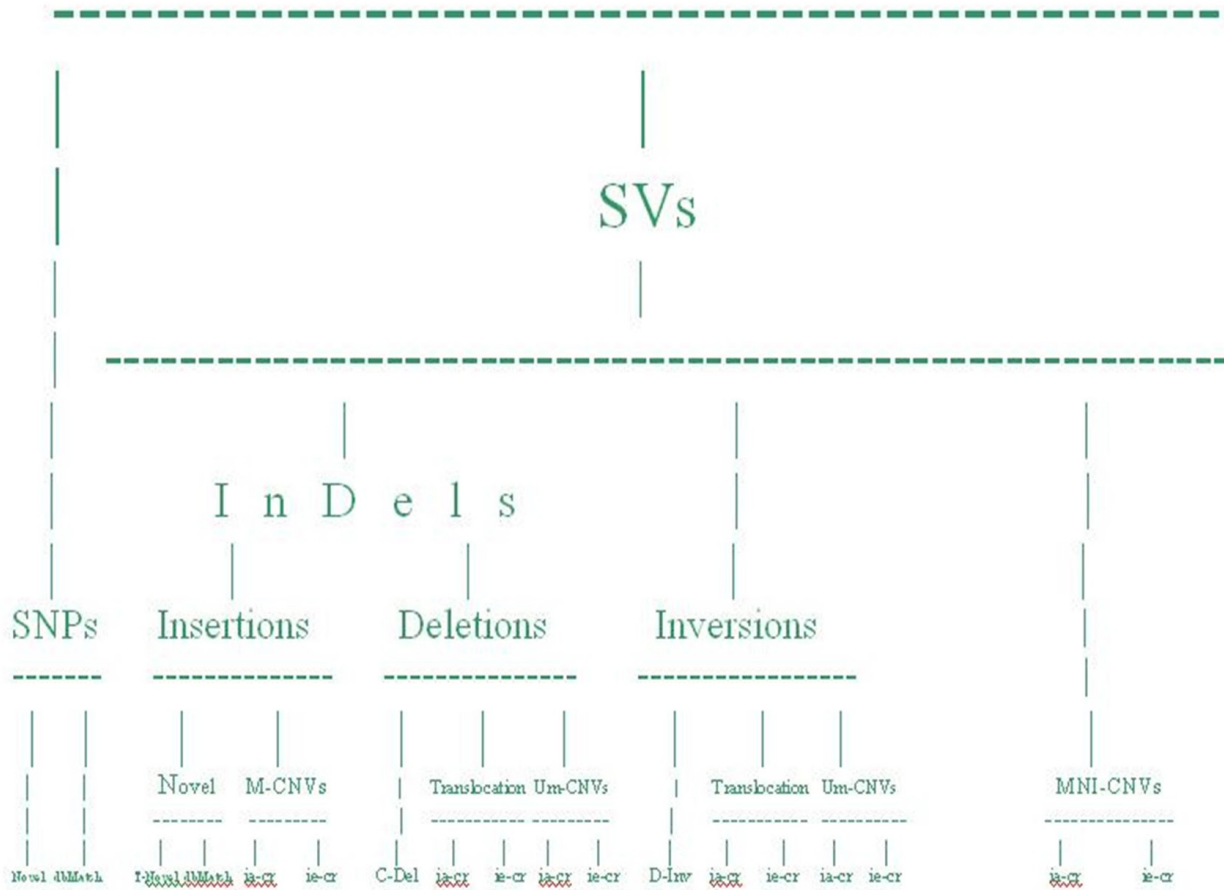 SVs
I n D e l s
SNPs Insertions Deletions Inversions
Novel M-CNVs Translocation Um-CNVs Translocation Um-CNVs MNI-CNVs
Novel dbMatch T-Novel dbMatch ia-cr ie-cr C-Del ia-cr ie-cr ia-cr ie-cr D-Inv ia-cr ie-cr ia-cr ie-cr ia-cr ie-cr